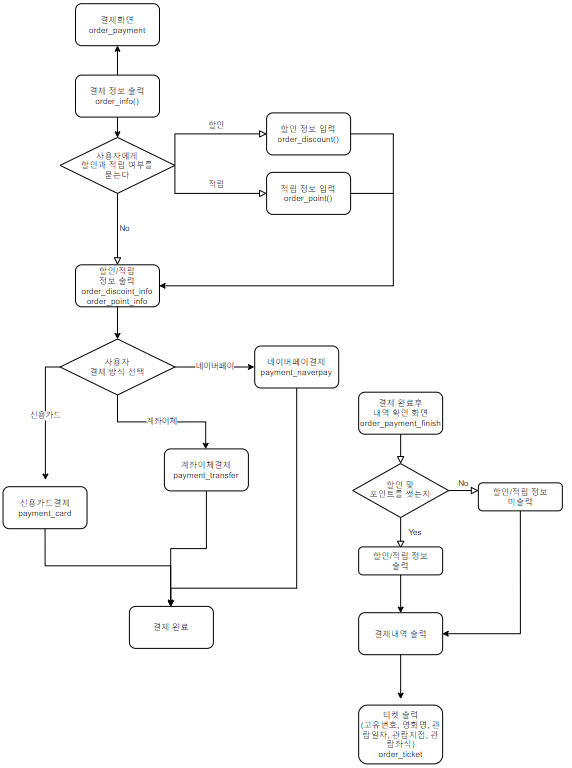 결제화면
order_payment
결제 정보 출력
order_info()
사용자에게
할인과 적립 여부를
묻는다
할인
할인 정보 입력
order_discount()
적립
적립 정보 입력
order_point()
No
할인/적립
정보 출력
order_discoint_info
order_point_info
사용자
결제 방식 선택
네이버페이
네이버페이결제
payment_naverpay
신용카드
계좌이체
계좌이체결제
payment_transfer
신용카드결제
payment_card
결제 완료
결제 완료후
내역 확인 화면
order_payment_finish
할인 및
포인트를 썻는지
No
할인/적립 정보
미출력
Yes
할인/적립 정보
출력
결제내역 출력
티켓 출력
(고유번호, 영화명, 관
람일자, 관람지점, 관
람좌식)
order_ticket